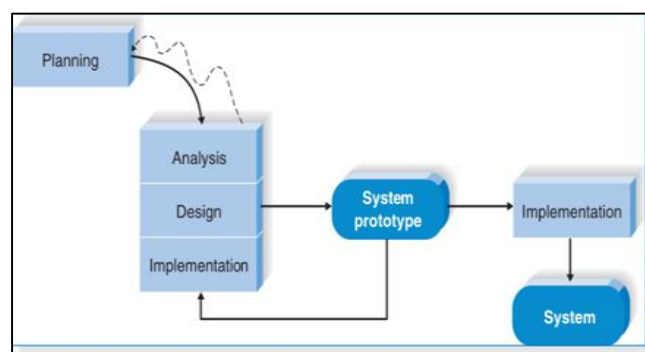 Planning
Analysis
Design
Implementation
System
prototype
Implementation
System